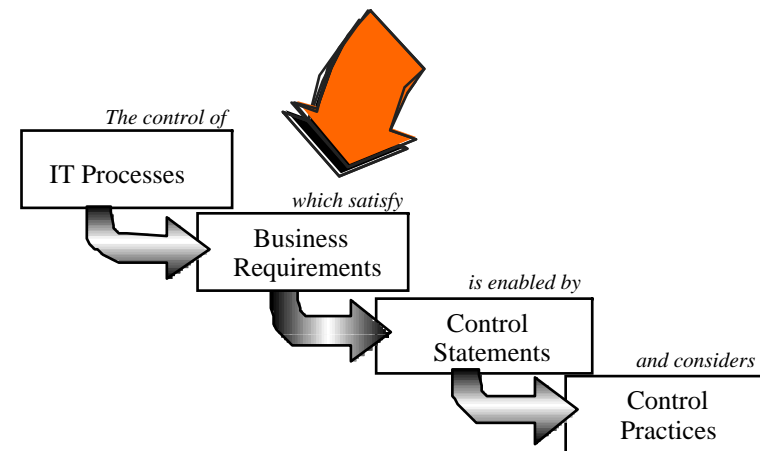 The control of
IT Processes
which satisfy
Business
Requirements
is enabled by
Control
Statements
and considers
Control
Practices